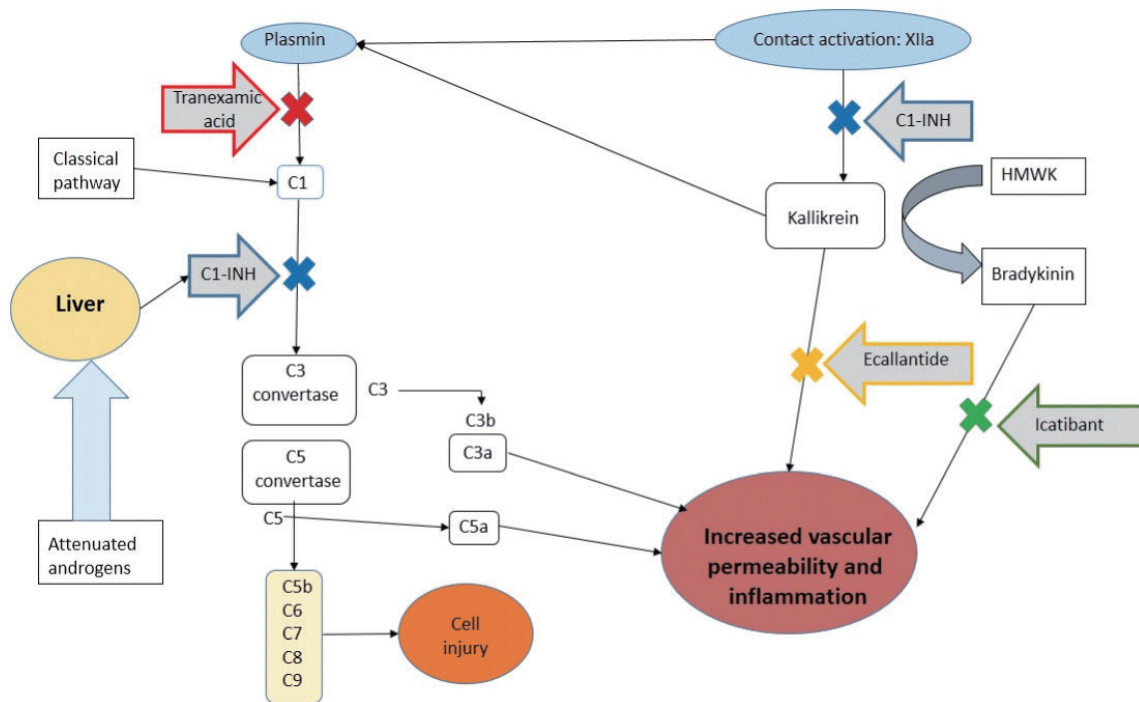 Plasmin
Contact activation: XIIa
Tranexamic
acid
C1-INH
Classical
pathway
C1
HMWK
Kallikrein
C1-INH
Bradykinin
Liver
C3
convertase
C3
Ecallantide
C3b
C3a
Icatibant
C5
convertase
C5
C5a
Attenuated
androgens
Increased vascular
permeability and
inflammation
C5b
C6
C7
C8
C9
Cell
injury